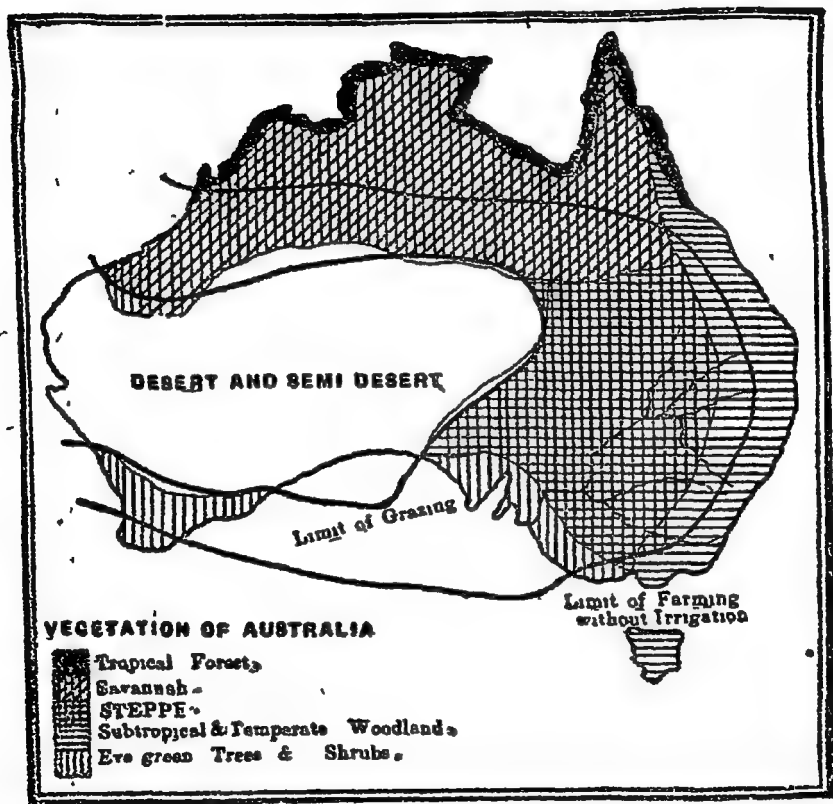 DESERT AND SEMI DESERT
Limit of Grazing
Limit of Farming
without Irrigation
VEGETATION OF AUSTRALIA
Tropical Forest.
Savannah.
STEPPE.
Subtropical & Temperate Woodland.
Eve green Trees & Shrubs.